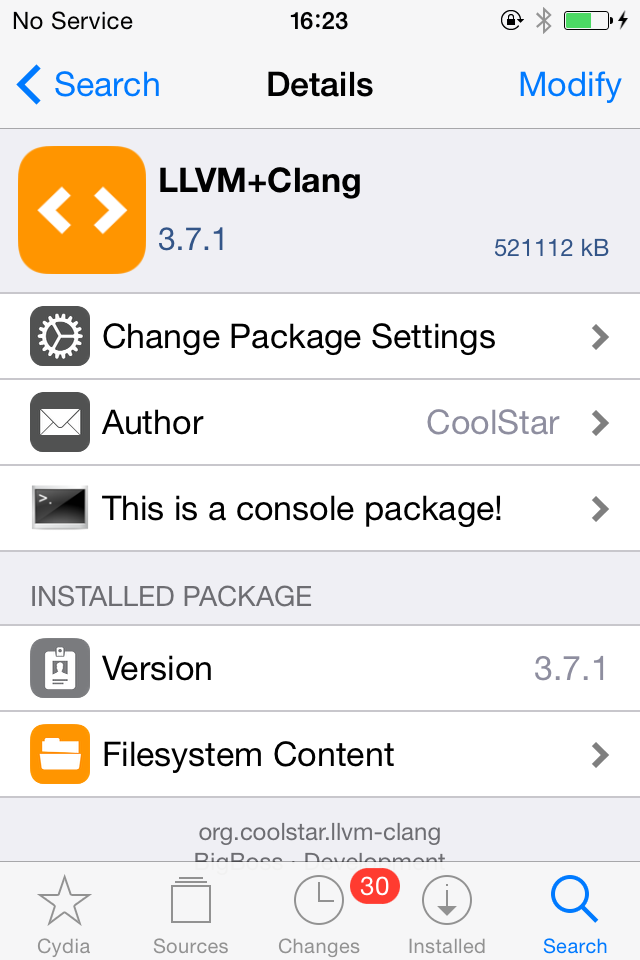 No Service 16:23
Search Details Modify
LLVM+Clang
3.7.1 521112 kB
Change Package Settings
Author CoolStar
>. This is a console package!
INSTALLED PACKAGE
Version 3.7.1
Filesystem Content
org.coolstar.llvm-clang
BigBoss · Development
30
Cydia Sources Changes Installed Search